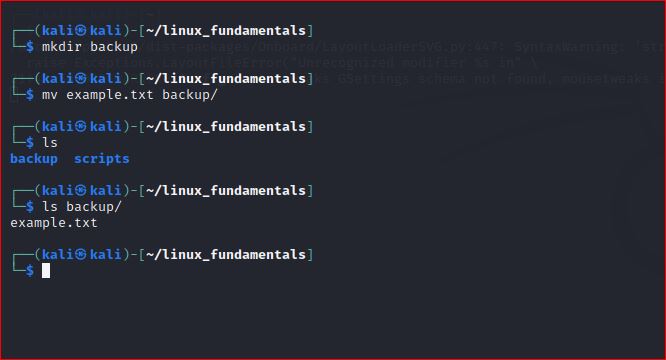 ┌──(kali㉿kali)-[~/linux_fundamentals]
└─$ mkdir backup
┌──(kali㉿kali)-[~/linux_fundamentals]
└─$ mv example.txt backup/
┌──(kali㉿kali)-[~/linux_fundamentals]
└─$ ls
backup  scripts
┌──(kali㉿kali)-[~/linux_fundamentals]
└─$ ls backup/
example.txt
┌──(kali㉿kali)-[~/linux_fundamentals]
└─$